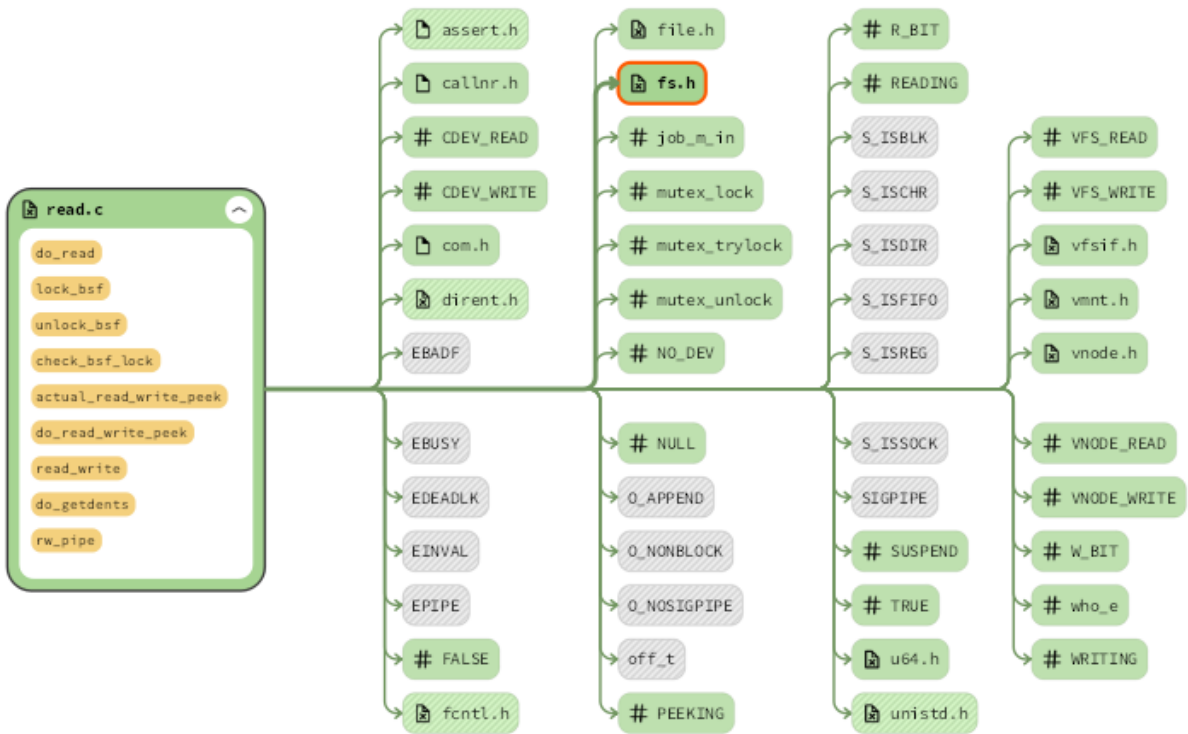 read.c
do_read
lock_bsf
unlock_bsf
check_bsf_lock
actual_read_write_peek
do_read_write_peek
read_write
do_getdents
rw_pipe
assert.h
callnr.h
# CDEV_READ
# CDEV_WRITE
com.h
dirent.h
EBADF
EBUSY
EDEADLK
EINVAL
EPIPE
# FALSE
fcntl.h
file.h
fs.h
# job_m_in
# mutex_lock
# mutex_trylock
# mutex_unlock
# NO_DEV
# NULL
O_APPEND
O_NONBLOCK
O_NOSIGPIPE
off_t
# PEEKING
# R_BIT
# READING
S_ISBLK
S_ISCHR
S_ISDIR
S_ISFIFO
S_ISREG
S_ISSOCK
SIGPIPE
# SUSPEND
# TRUE
u64.h
unistd.h
# VFS_READ
# VFS_WRITE
vfsif.h
vmnt.h
vnode.h
# VNODE_READ
# VNODE_WRITE
# W_BIT
# who_e
# WRITING